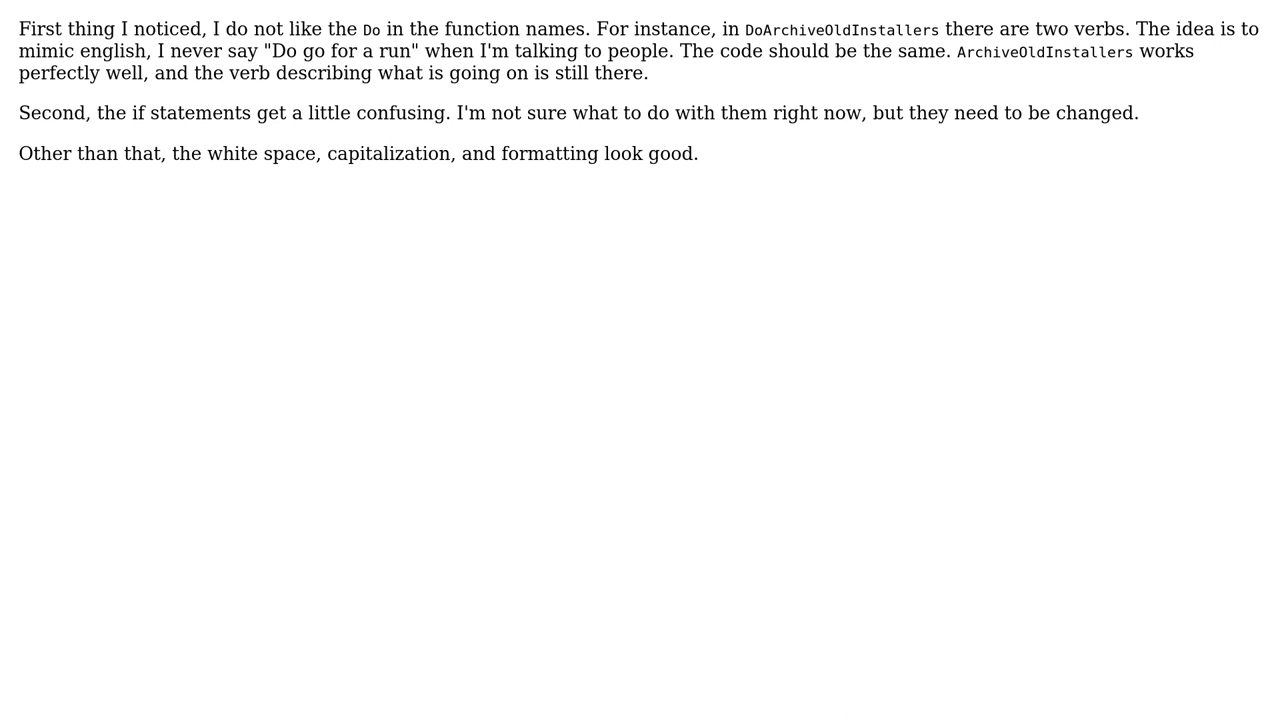 First thing I noticed, I do not like the Do in the function names. For instance, in DoArchiveOldInstallers there are two verbs. The idea is to
mimic english, I never say "Do go for a run" when I'm talking to people. The code should be the same. ArchiveOldInstallers works
perfectly well, and the verb describing what is going on is still there.
Second, the if statements get a little confusing. I'm not sure what to do with them right now, but they need to be changed.
Other than that, the white space, capitalization, and formatting look good.